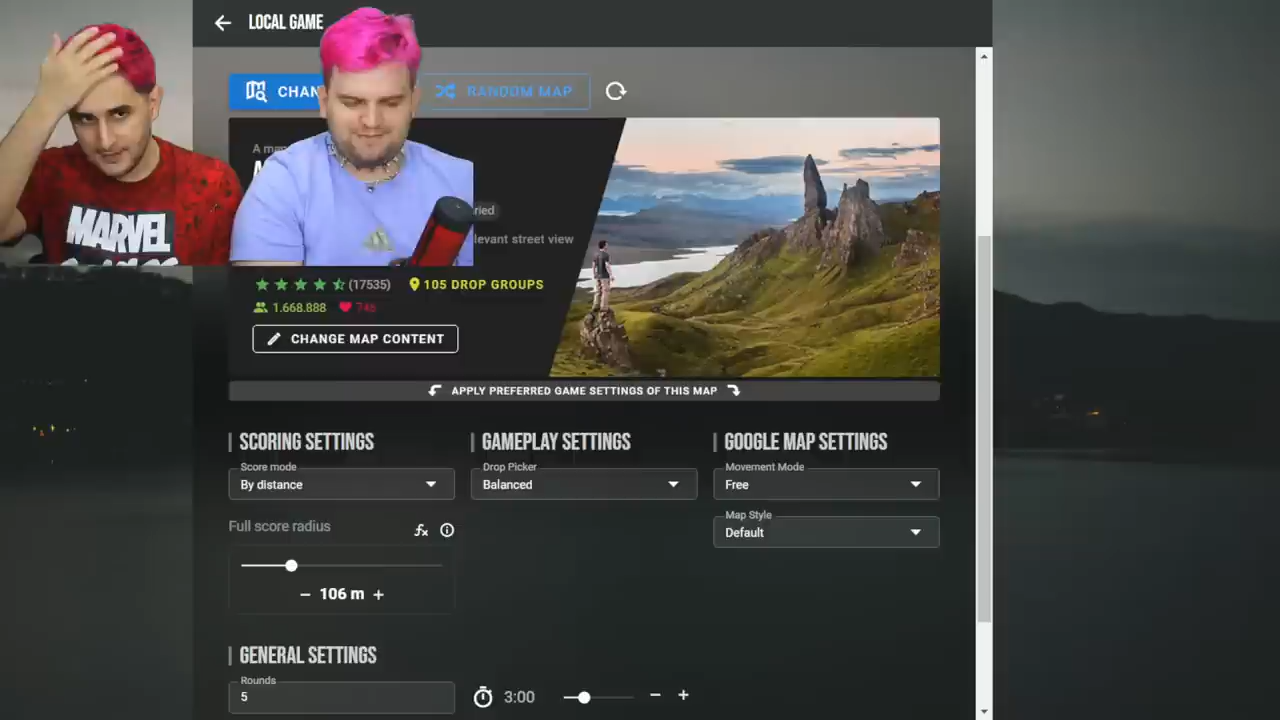 LOCAL GAME
CHAN
RANDOM MAP
ried
levant street view
(17535) 105 DROP GROUPS
1.668.888 746
CHANGE MAP CONTENT
APPLY PREFERRED GAME SETTINGS OF THIS MAP
SCORING SETTINGS
Score mode
By distance
Full score radius
fx
− 106 m +
GAMEPLAY SETTINGS
Drop Picker
Balanced
GOOGLE MAP SETTINGS
Movement Mode
Free
Map Style
Default
GENERAL SETTINGS
Rounds
5
3:00 − +
MARVEL